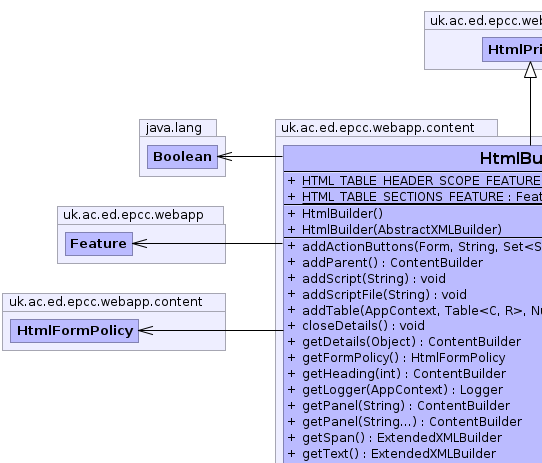 uk.ac.ed.epcc.web
HtmlPri
java.lang
Boolean
uk.ac.ed.epcc.webapp
Feature
uk.ac.ed.epcc.webapp.content
HtmlFormPolicy
uk.ac.ed.epcc.webapp.content
HtmlBu
+ HTML_TABLE_HEADER_SCOPE_FEATURE
+ HTML_TABLE_SECTIONS_FEATURE : Feat
+ HtmlBuilder()
+ HtmlBuilder(AbstractXMLBuilder)
+ addActionButtons(Form, String, Set<S
+ addParent() : ContentBuilder
+ addScript(String) : void
+ addScriptFile(String) : void
+ addTable(AppContext, Table<C, R>, Nu
+ closeDetails() : void
+ getDetails(Object) : ContentBuilder
+ getFormPolicy() : HtmlFormPolicy
+ getHeading(int) : ContentBuilder
+ getLogger(AppContext) : Logger
+ getPanel(String) : ContentBuilder
+ getPanel(String...) : ContentBuilder
+ getSpan() : ExtendedXMLBuilder
+ getText() : ExtendedXMLBuilder